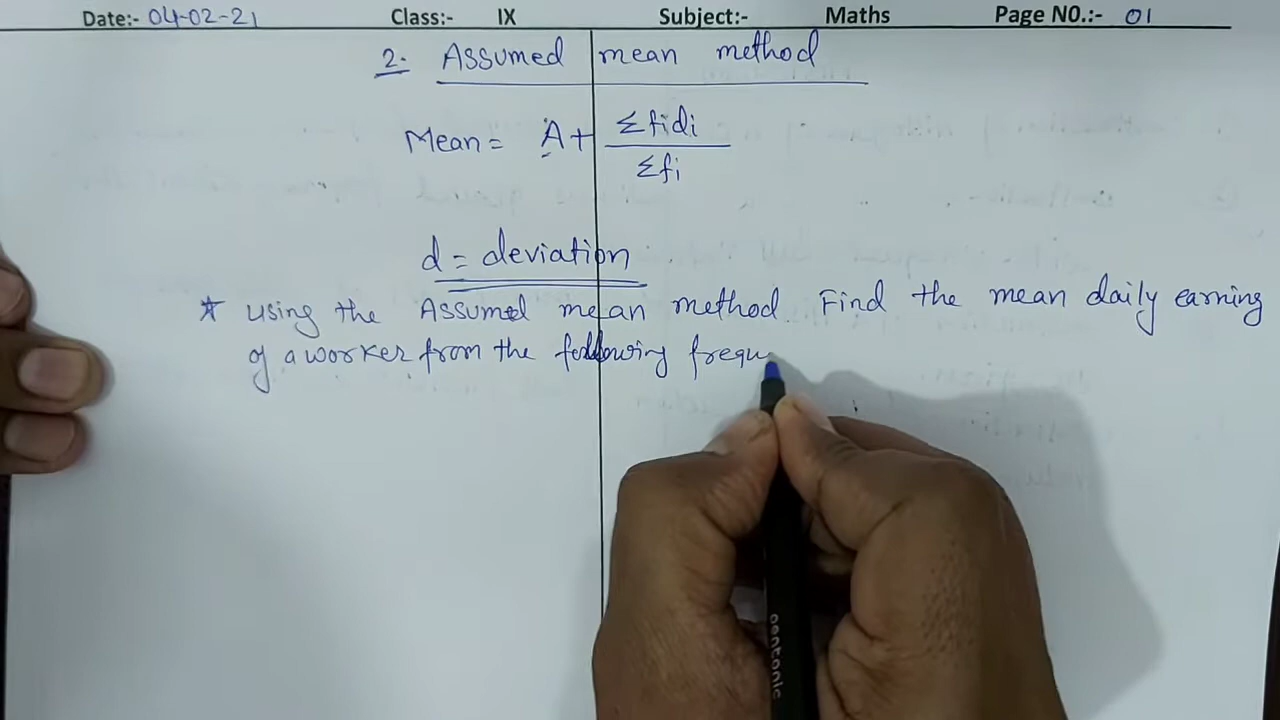 Date:- 04-02-21 Class:- IX Subject:- Maths Page NO.:- 01
2. Assumed mean method
Mean = A + Σfidi
Σfi
d = deviation
* Using the Assumed mean method. Find the mean daily earning
of a worker from the following frequ
pentonic